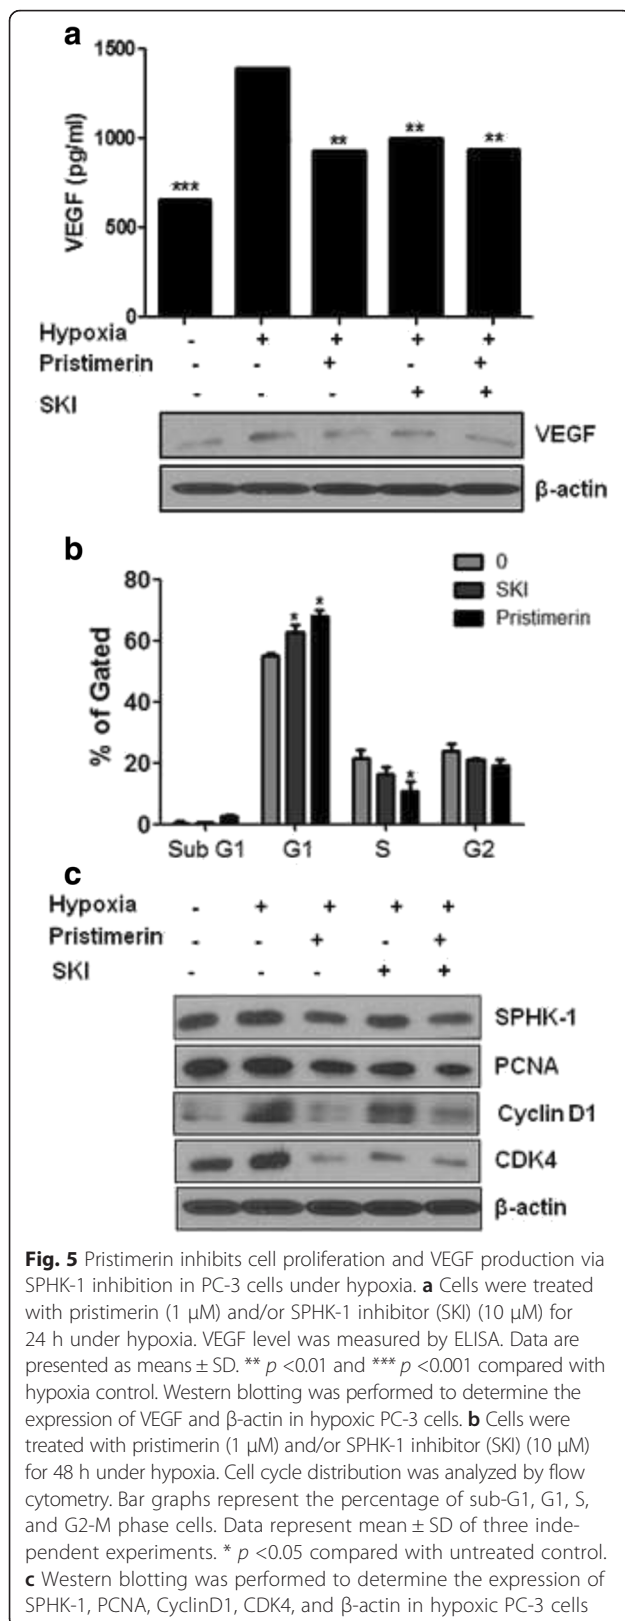 a
1500
1000
500
0
VEGF (pg/ml)
***
**
**
**
Hypoxia - + + + +
Pristimerin - - + - +
SKI - - - + +
VEGF
β-actin
b
0
SKI
Pristimerin
80
60
40
20
0
% of Gated
* *
*
Sub G1 G1 S G2
c
Hypoxia - + + + +
Pristimerin - - + - +
SKI - - - + +
SPHK-1
PCNA
Cyclin D1
CDK4
β-actin
Fig. 5 Pristimerin inhibits cell proliferation and VEGF production via
SPHK-1 inhibition in PC-3 cells under hypoxia. a Cells were treated
with pristimerin (1 μM) and/or SPHK-1 inhibitor (SKI) (10 μM) for
24 h under hypoxia. VEGF level was measured by ELISA. Data are
presented as means ± SD. ** p <0.01 and *** p <0.001 compared with
hypoxia control. Western blotting was performed to determine the
expression of VEGF and β-actin in hypoxic PC-3 cells. b Cells were
treated with pristimerin (1 μM) and/or SPHK-1 inhibitor (SKI) (10 μM)
for 48 h under hypoxia. Cell cycle distribution was analyzed by flow
cytometry. Bar graphs represent the percentage of sub-G1, G1, S,
and G2-M phase cells. Data represent mean ± SD of three inde-
pendent experiments. * p <0.05 compared with untreated control.
c Western blotting was performed to determine the expression of
SPHK-1, PCNA, CyclinD1, CDK4, and β-actin in hypoxic PC-3 cells